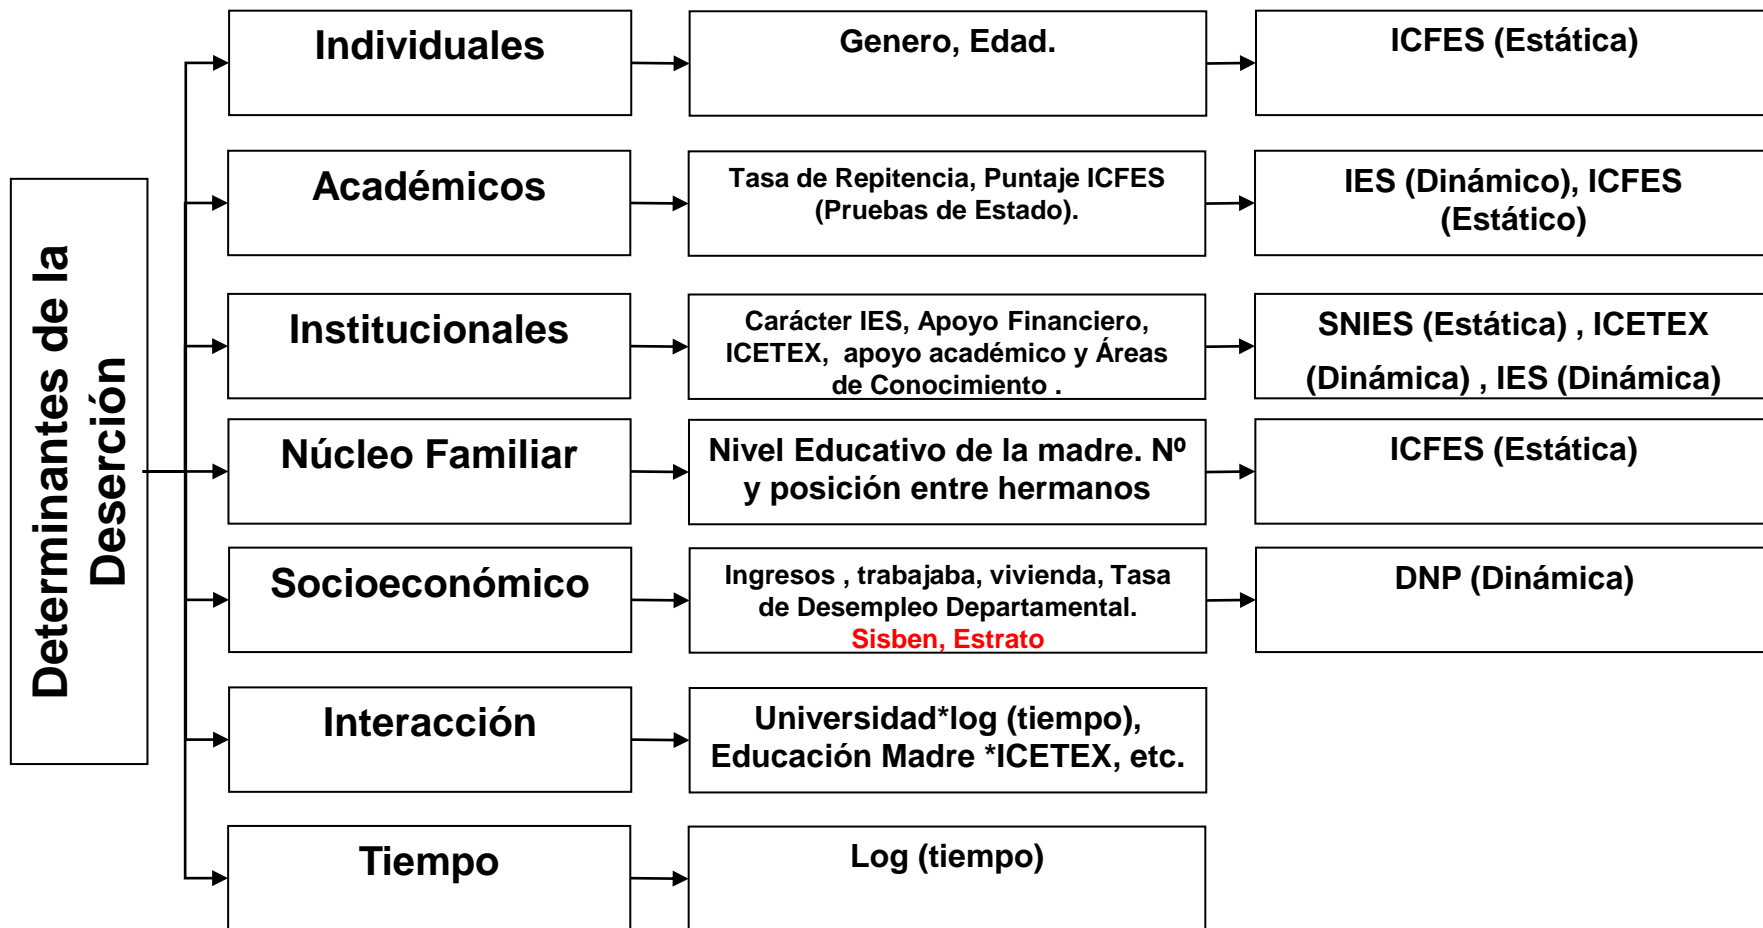 Determinantes de la
Deserción
Individuales
Genero, Edad.
ICFES (Estática)
Académicos
Tasa de Repitencia, Puntaje ICFES
(Pruebas de Estado).
IES (Dinámico), ICFES
(Estático)
Institucionales
Carácter IES, Apoyo Financiero,
ICETEX, apoyo académico y Áreas
de Conocimiento .
SNIES (Estática) , ICETEX
(Dinámica) , IES (Dinámica)
Núcleo Familiar
Nivel Educativo de la madre. Nº
y posición entre hermanos
ICFES (Estática)
Socioeconómico
Ingresos , trabajaba, vivienda, Tasa
de Desempleo Departamental.
Sisben, Estrato
DNP (Dinámica)
Interacción
Universidad*log (tiempo),
Educación Madre *ICETEX, etc.
Tiempo
Log (tiempo)